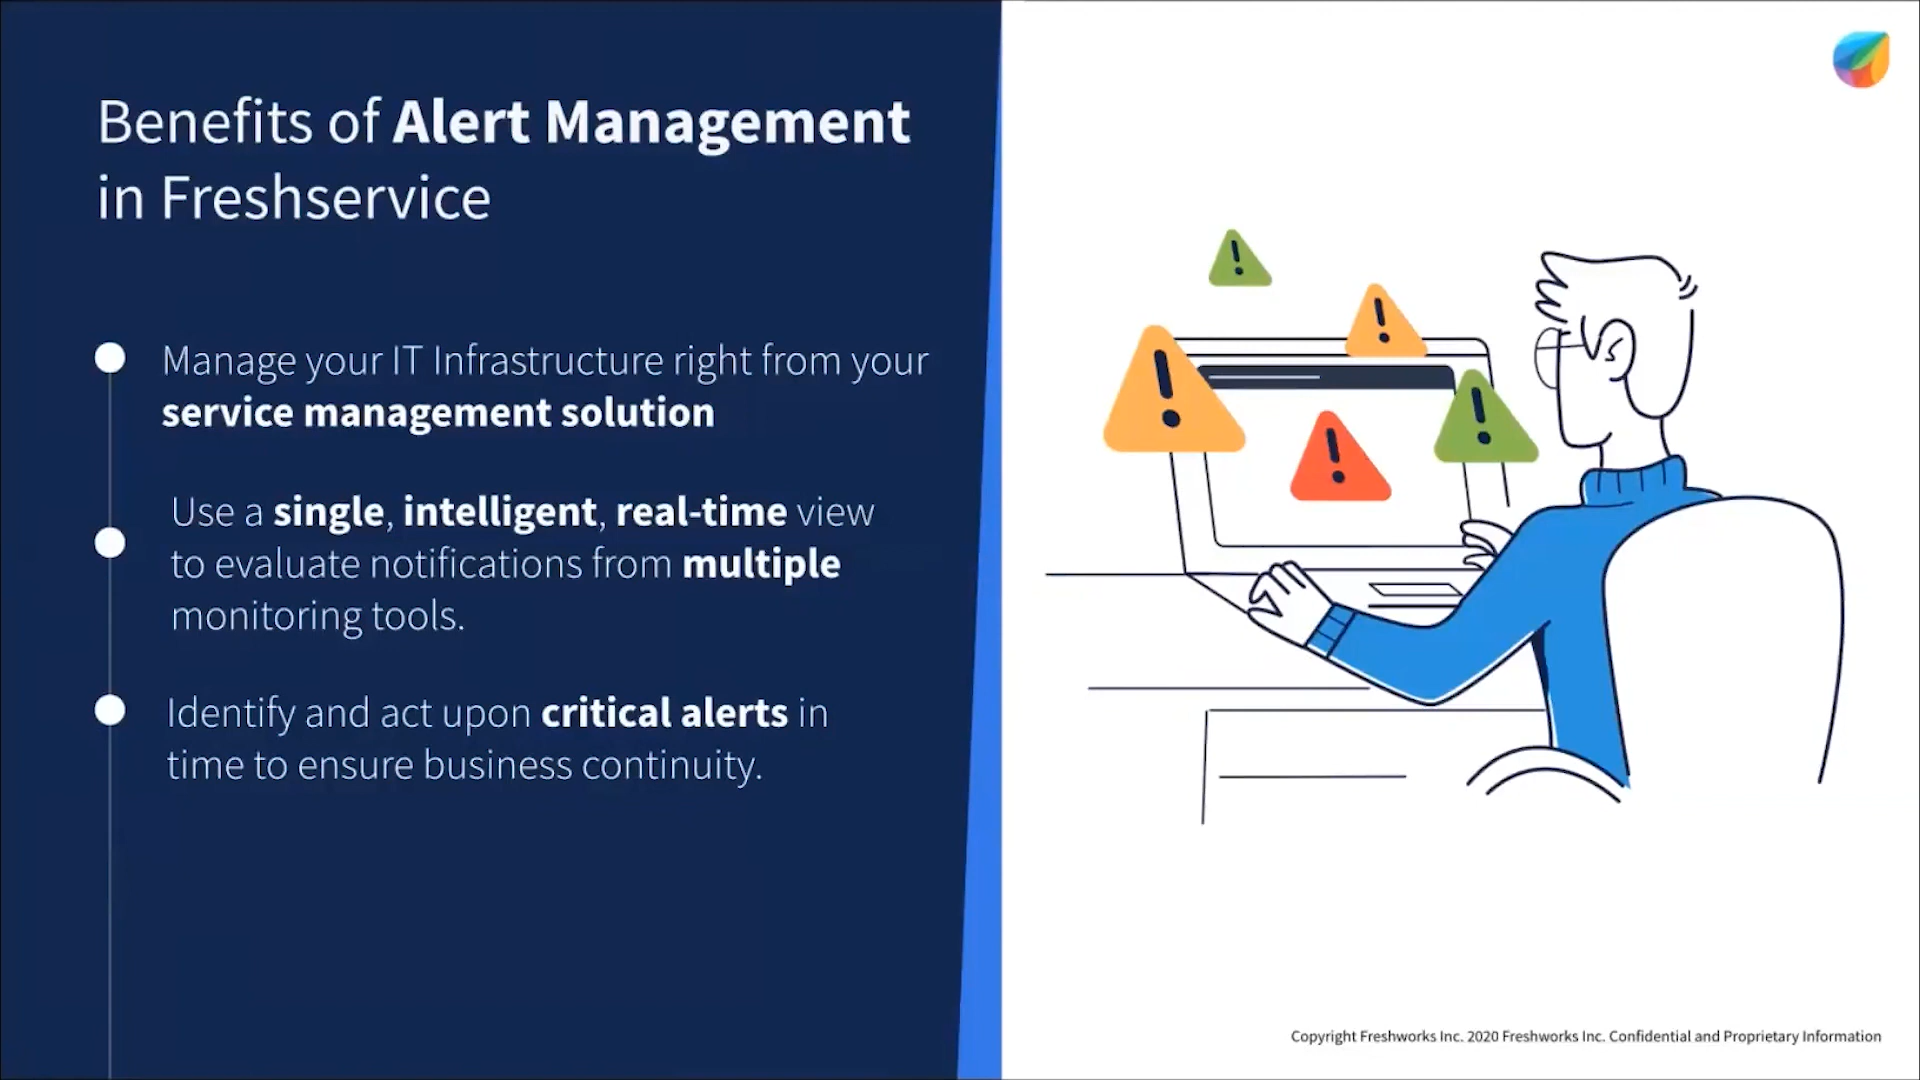 Benefits of Alert Management
in Freshservice
Manage your IT Infrastructure right from your
service management solution
Use a single, intelligent, real-time view
to evaluate notifications from multiple
monitoring tools.
Identify and act upon critical alerts in
time to ensure business continuity.
Copyright Freshworks Inc. 2020 Freshworks Inc. Confidential and Proprietary Information